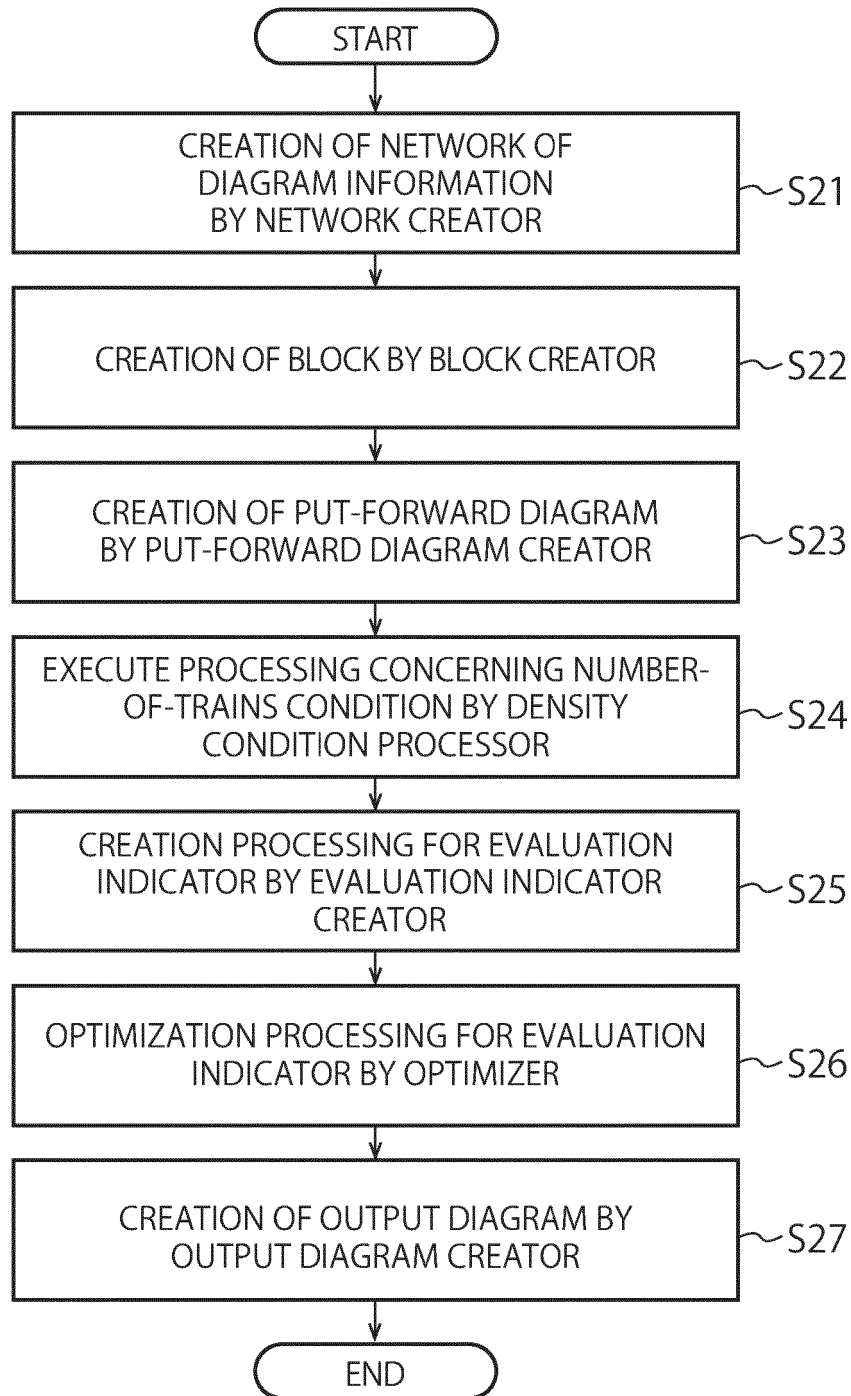 START
CREATION OF NETWORK OF
DIAGRAM INFORMATION
BY NETWORK CREATOR
S21
CREATION OF BLOCK BY BLOCK CREATOR
S22
CREATION OF PUT-FORWARD DIAGRAM
BY PUT-FORWARD DIAGRAM CREATOR
S23
EXECUTE PROCESSING CONCERNING NUMBER-
OF-TRAINS CONDITION BY DENSITY
CONDITION PROCESSOR
S24
CREATION PROCESSING FOR EVALUATION
INDICATOR BY EVALUATION INDICATOR
CREATOR
S25
OPTIMIZATION PROCESSING FOR EVALUATION
INDICATOR BY OPTIMIZER
S26
CREATION OF OUTPUT DIAGRAM BY
OUTPUT DIAGRAM CREATOR
S27
END